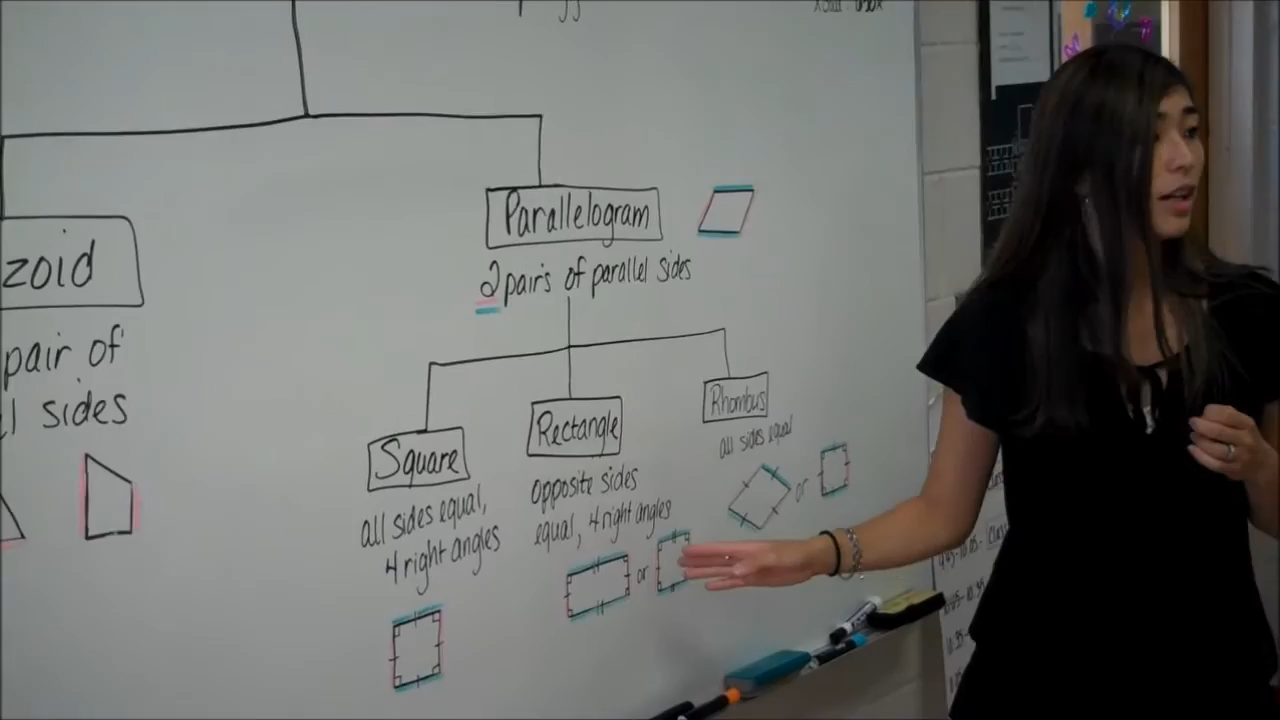 Parallelogram
2 pairs of parallel sides
zoid
pair of
sides
Square
all sides equal,
4 right angles
Rectangle
opposite sides
equal, 4 right angles
or
Rhombus
all sides equal
or